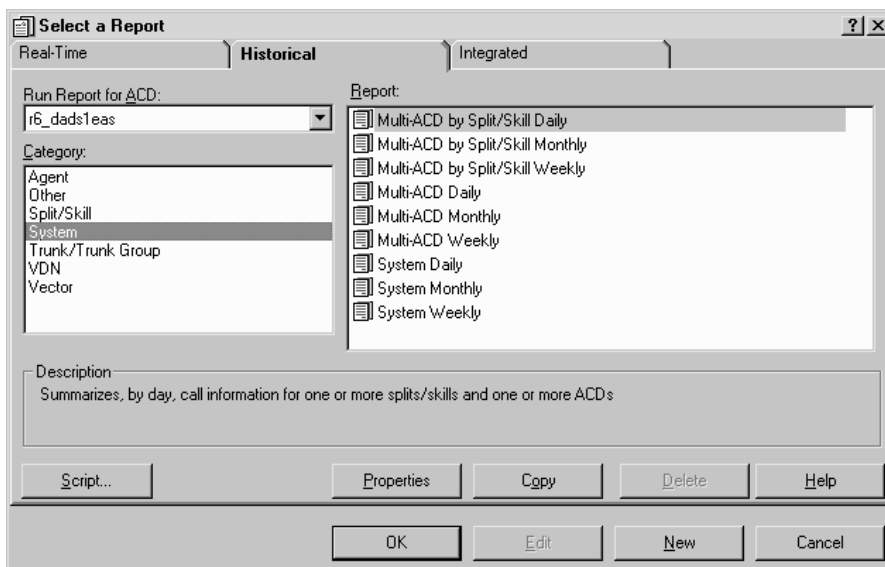 Select a Report
? X
Real-Time Historical Integrated
Run Report for ACD:
r6_dads1eas
Category:
Agent
Other
Split/Skill
System
Trunk/Trunk Group
VDN
Vector
Report:
Multi-ACD by Split/Skill Daily
Multi-ACD by Split/Skill Monthly
Multi-ACD by Split/Skill Weekly
Multi-ACD Daily
Multi-ACD Monthly
Multi-ACD Weekly
System Daily
System Monthly
System Weekly
Description
Summarizes, by day, call information for one or more splits/skills and one or more ACDs
Script... Properties Copy Delete Help
OK Edit New Cancel